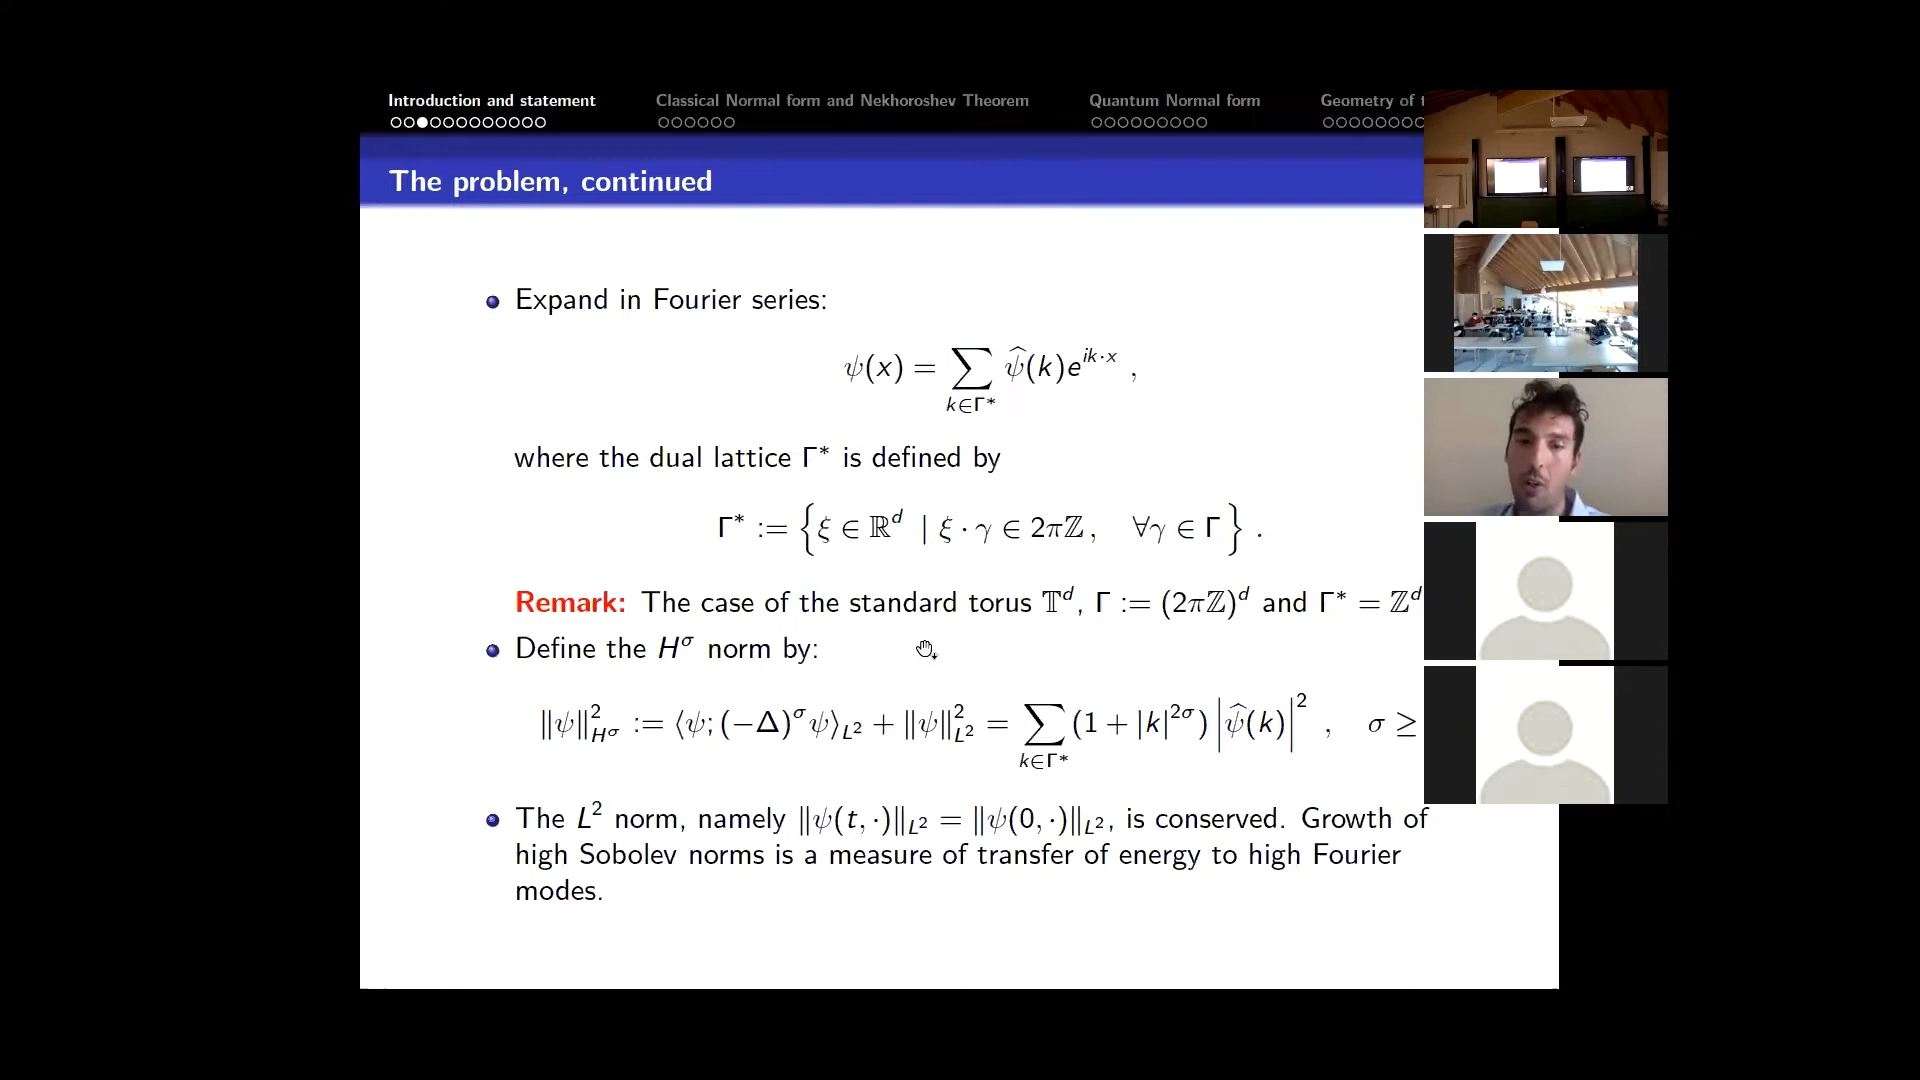 Introduction and statement
Classical Normal form and Nekhoroshev Theorem
Quantum Normal form
Geometry of
The problem, continued
Expand in Fourier series:
ψ(x) = ∑_{k∈Γ*} ψ̂(k)e^{ik·x} ,
where the dual lattice Γ* is defined by
Γ* := {ξ ∈ ℝ^d | ξ · γ ∈ 2πℤ , ∀γ ∈ Γ} .
Remark: The case of the standard torus 𝕋^d, Γ := (2πℤ)^d and Γ* = ℤ^d
Define the H^σ norm by:
‖ψ‖²_{H^σ} := ⟨ψ; (−Δ)^σ ψ⟩_{L²} + ‖ψ‖²_{L²} = ∑_{k∈Γ*} (1 + |k|^{2σ}) |ψ̂(k)|² , σ ≥
The L² norm, namely ‖ψ(t, ·)‖_{L²} = ‖ψ(0, ·)‖_{L²}, is conserved. Growth of
high Sobolev norms is a measure of transfer of energy to high Fourier
modes.